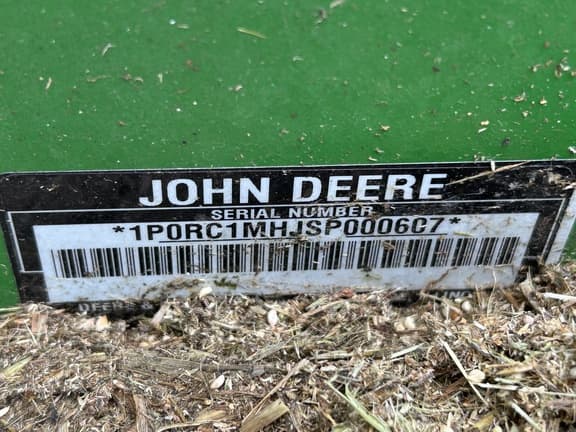 JOHN DEERE
SERIAL NUMBER
*1P0RC1MHJSP0006C7*